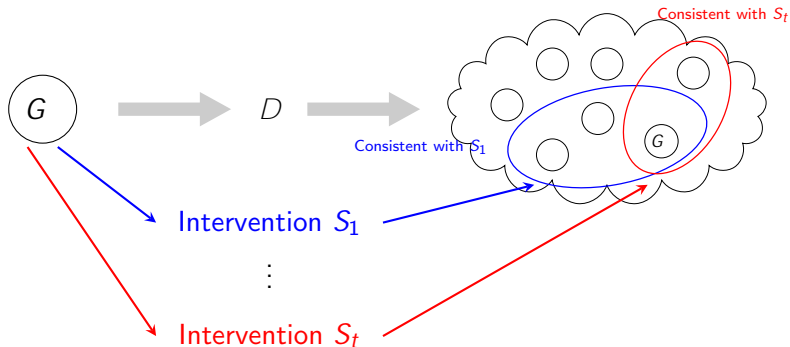 Consistent with S_t
G
D
Consistent with S_1
G
Intervention S_1
⋮
Intervention S_t